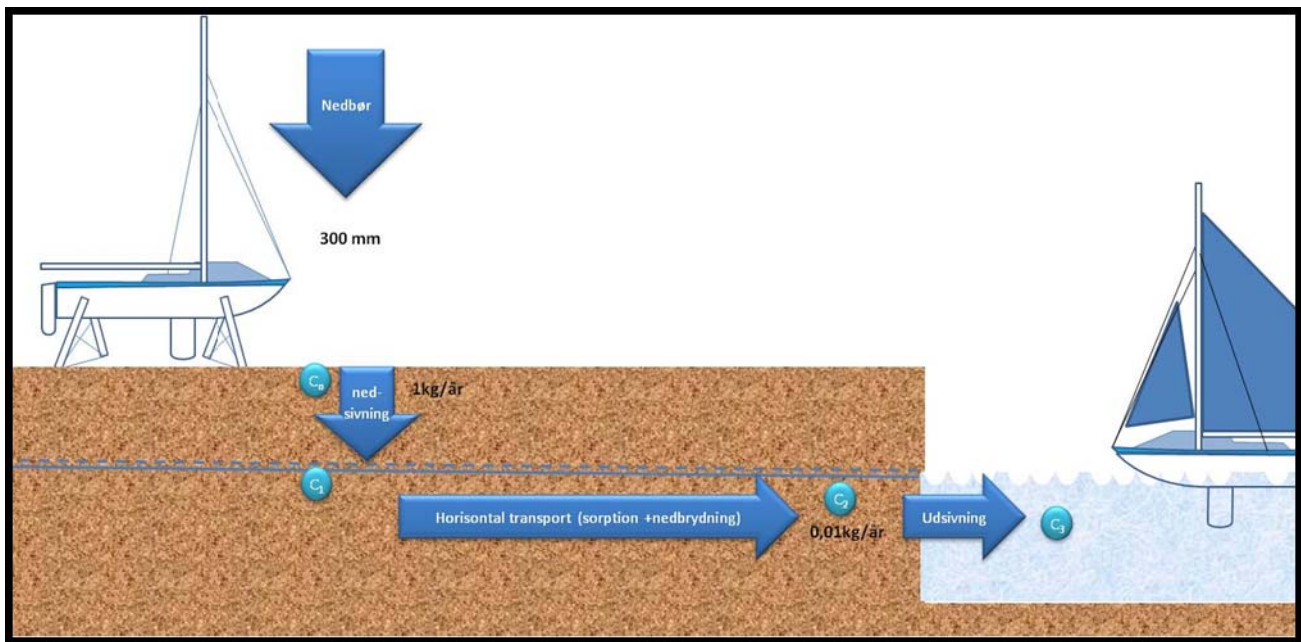 Nedbør
300 mm
C₀
ned-
sivning
1kg/år
C₁
Horisontal transport (sorption +nedbrydning)
C₂
0,01kg/år
Udsivning
C₃